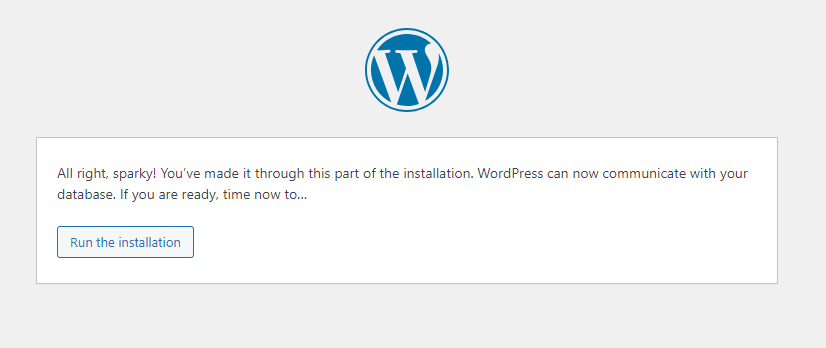 All right, sparky! You’ve made it through this part of the installation. WordPress can now communicate with your
database. If you are ready, time now to…
Run the installation